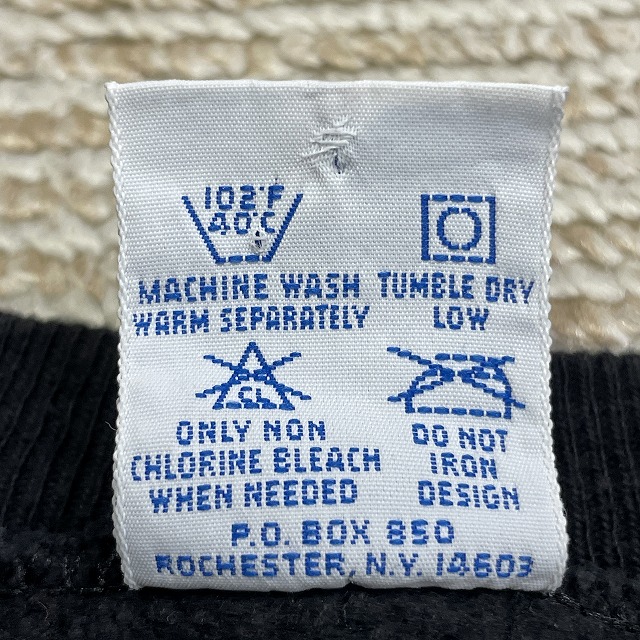 102°F
40°C
MACHINE WASH
WARM SEPARATELY
TUMBLE DRY
LOW
CL
ONLY NON
CHLORINE BLEACH
WHEN NEEDED
DO NOT
IRON
DESIGN
P.O. BOX 850
ROCHESTER, N.Y. 14603